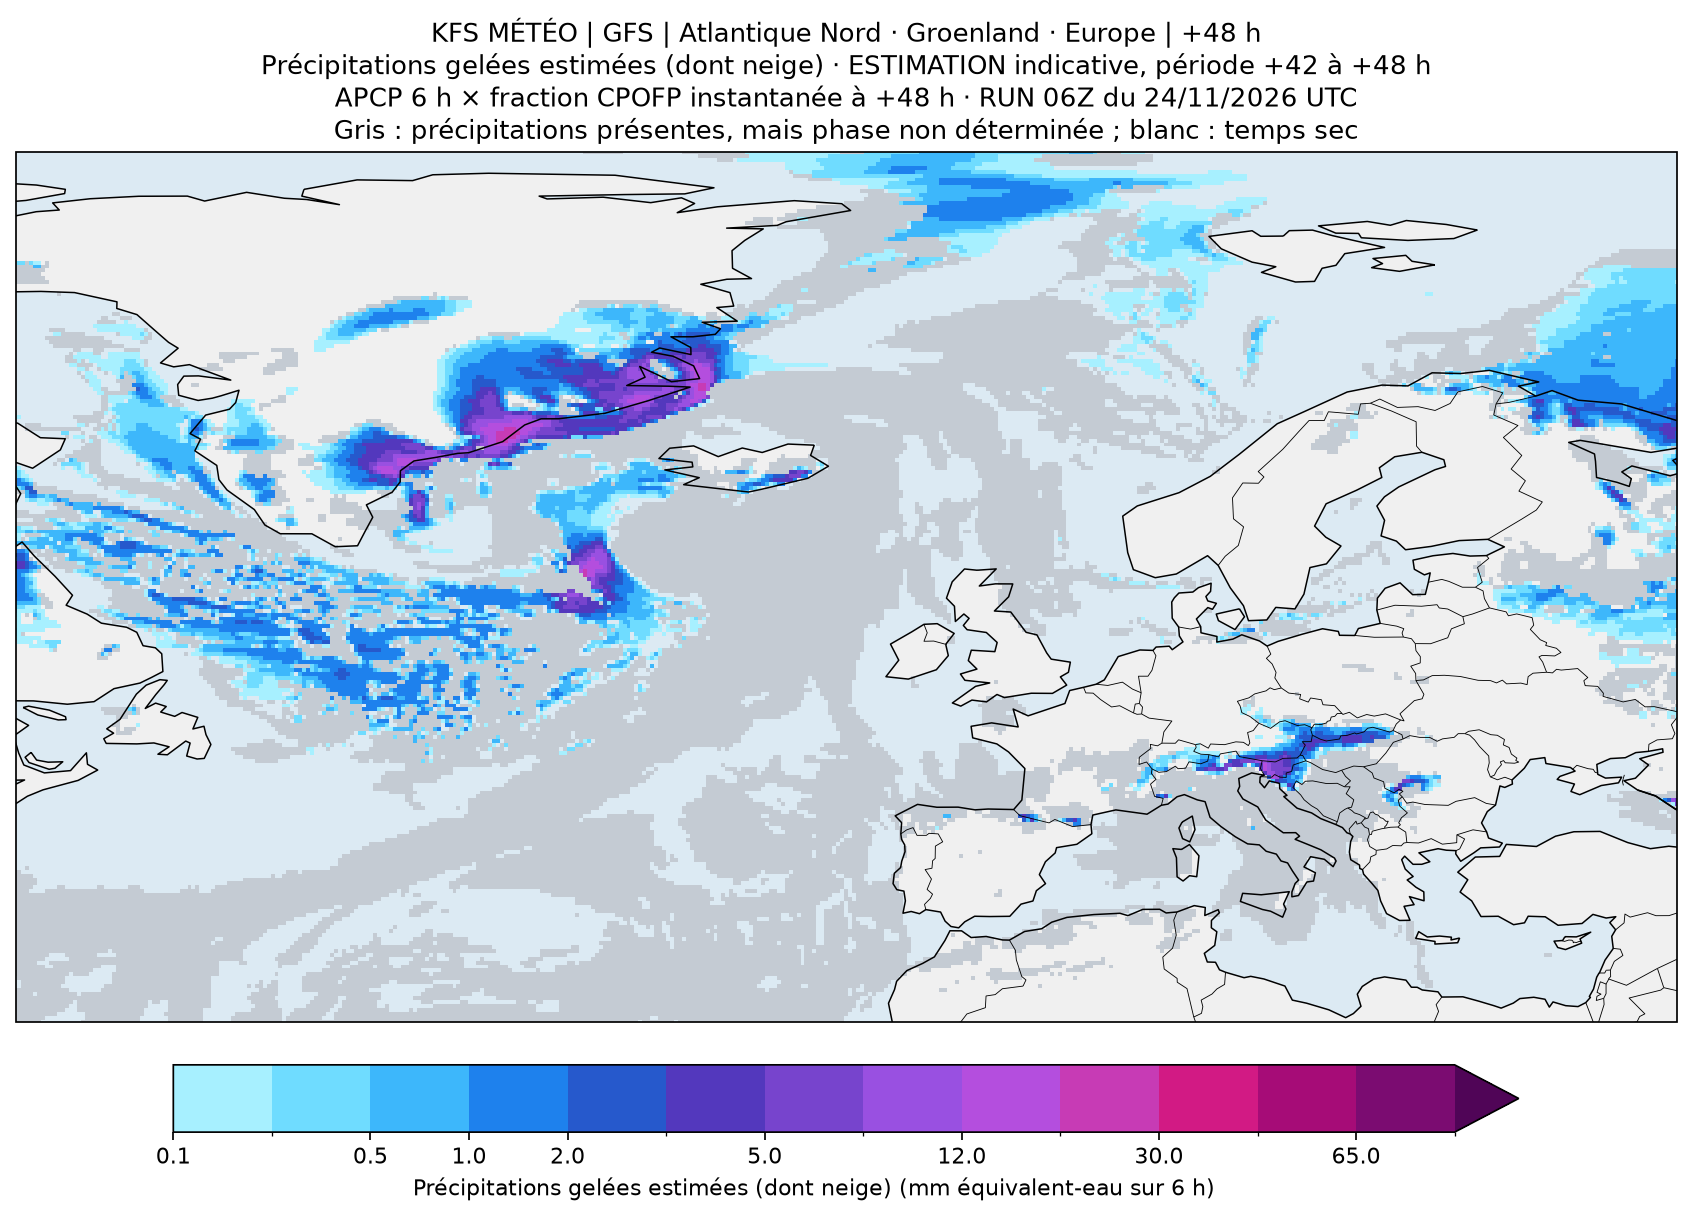 KFS MÉTÉO | GFS | Atlantique Nord · Groenland · Europe | +48 h
Précipitations gelées estimées (dont neige) · ESTIMATION indicative, période +42 à +48 h
APCP 6 h × fraction CPOFP instantanée à +48 h · RUN 06Z du 24/11/2026 UTC
Gris : précipitations présentes, mais phase non déterminée ; blanc : temps sec
0.1 0.5 1.0 2.0 5.0 12.0 30.0 65.0
Précipitations gelées estimées (dont neige) (mm équivalent-eau sur 6 h)